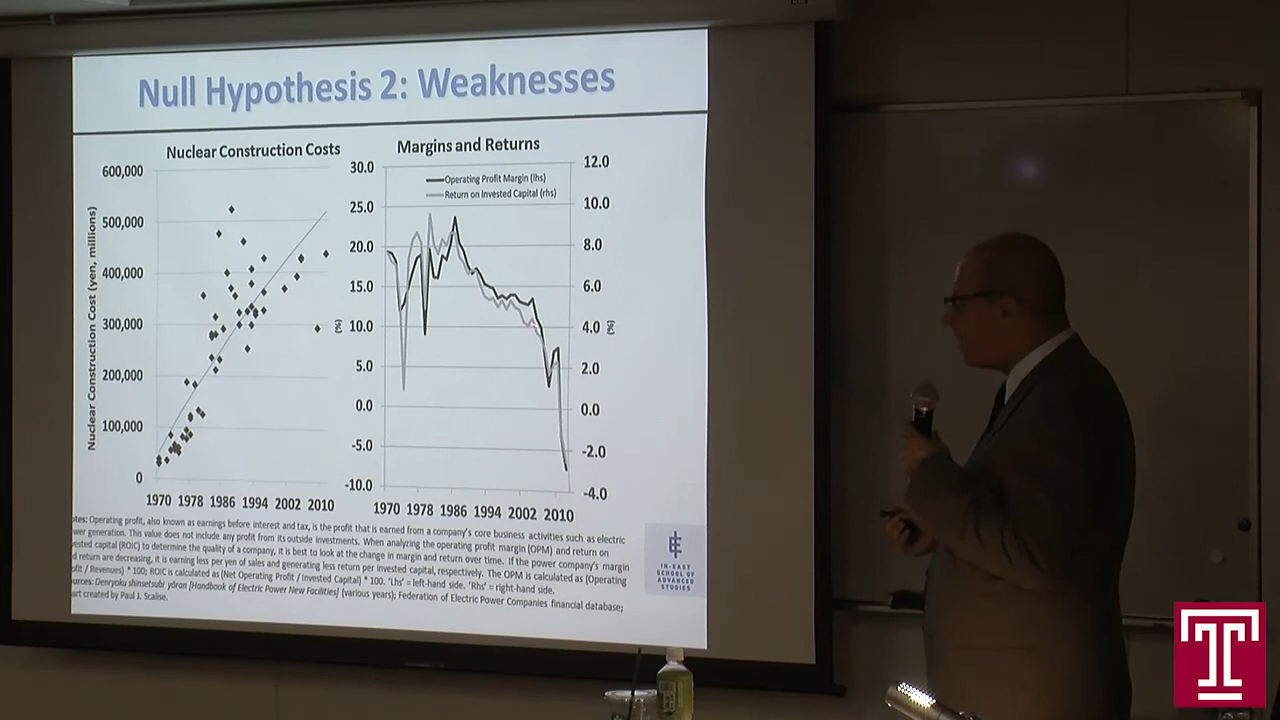 Null Hypothesis 2: Weaknesses
Nuclear Construction Costs
Nuclear Construction Cost (yen, millions)
600,000
500,000
400,000
300,000
200,000
100,000
0
1970 1978 1986 1994 2002 2010
Margins and Returns
Operating Profit Margin (lhs)
Return on Invested Capital (rhs)
30.0
25.0
20.0
15.0
10.0
5.0
0.0
-5.0
-10.0
(%)
12.0
10.0
8.0
6.0
4.0
2.0
0.0
-2.0
-4.0
(%)
1970 1978 1986 1994 2002 2010
otes: Operating profit, also known as earnings before interest and tax, is the profit that is earned from a company's core business activities such as electric
wer generation. This value does not include any profit from its outside investments. When analyzing the operating profit margin (OPM) and return on
vested capital (ROIC) to determine the quality of a company, it is best to look at the change in margin and return over time. If the power company's margin
d return are decreasing, it is earning less per yen of sales and generating less return per invested capital, respectively. The OPM is calculated as (Operating
ofit / Revenues) * 100; ROIC is calculated as (Net Operating Profit / Invested Capital) * 100. 'Lhs' = left-hand side. 'Rhs' = right-hand side.
urces: Denryoku shinsetsubi yōran [Handbook of Electric Power New Facilities] (various years); Federation of Electric Power Companies financial database;
art created by Paul J. Scalise.
IN-EAST
SCHOOL OF
ADVANCED
STUDIES
T